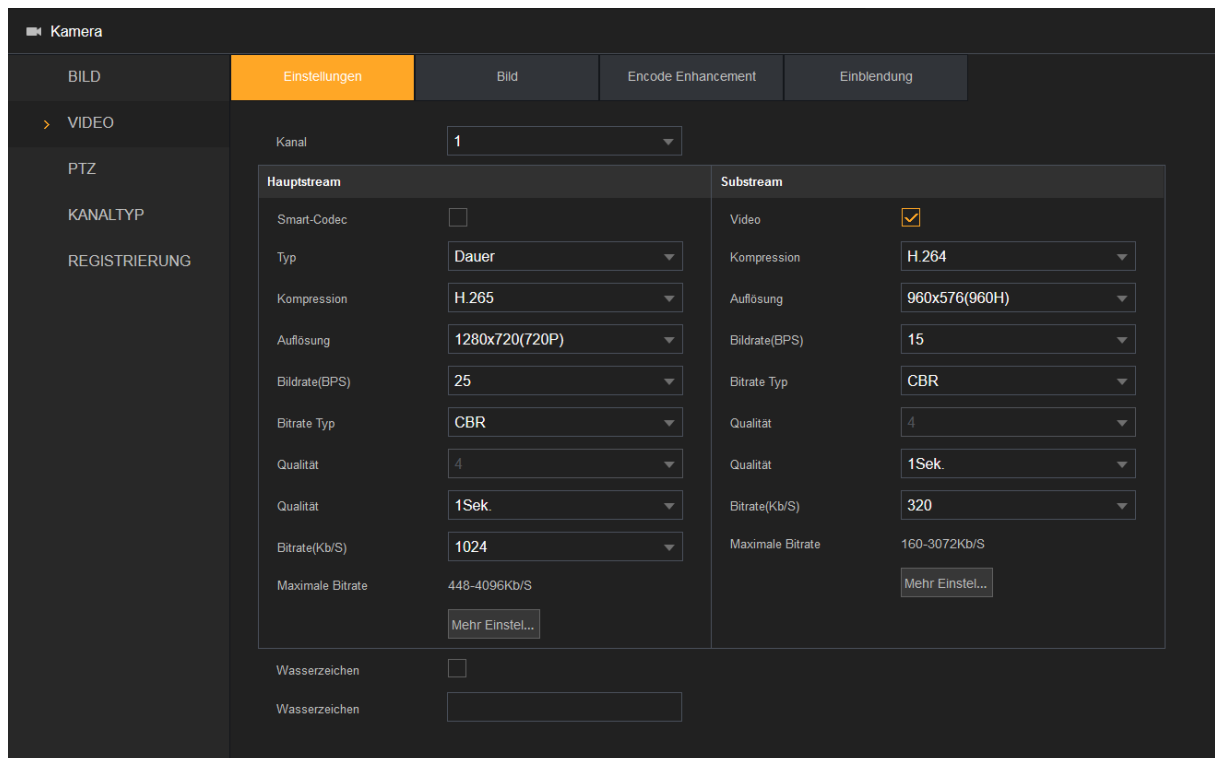 Kamera
BILD
VIDEO
PTZ
KANALTYP
REGISTRIERUNG
Einstellungen
Bild
Encode Enhancement
Einblendung
Kanal
1
Hauptstream
Smart-Codec
Typ
Dauer
Kompression
H.265
Auflösung
1280x720(720P)
Bildrate(BPS)
25
Bitrate Typ
CBR
Qualität
4
Qualität
1Sek.
Bitrate(Kb/S)
1024
Maximale Bitrate
448-4096Kb/S
Mehr Einstel...
Substream
Video
Kompression
H.264
Auflösung
960x576(960H)
Bildrate(BPS)
15
Bitrate Typ
CBR
Qualität
4
Qualität
1Sek.
Bitrate(Kb/S)
320
Maximale Bitrate
160-3072Kb/S
Mehr Einstel...
Wasserzeichen
Wasserzeichen